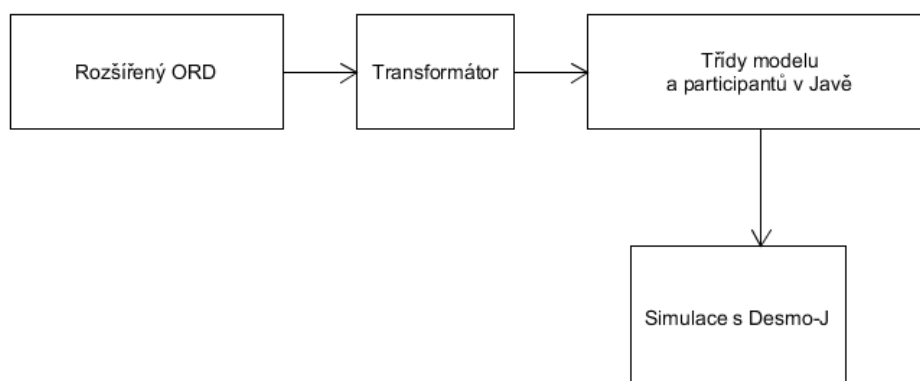 Rozšířený ORD
Transformátor
Třídy modelu
a participantů v Javě
Simulace s Desmo-J